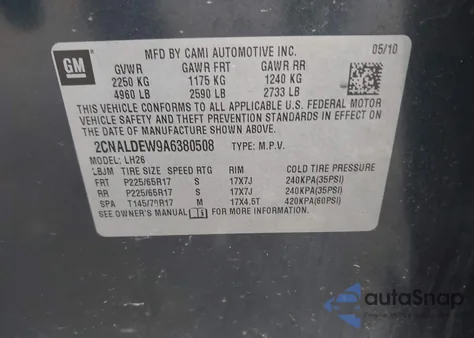 GM
MFD BY CAMI AUTOMOTIVE INC. 05/10
GVWR GAWR FRT GAWR RR
2250 KG 1175 KG 1240 KG
4960 LB 2590 LB 2733 LB
THIS VEHICLE CONFORMS TO ALL APPLICABLE U.S. FEDERAL MOTOR
VEHICLE SAFETY AND THEFT PREVENTION STANDARDS IN EFFECT ON
THE DATE OF MANUFACTURE SHOWN ABOVE.
2CNALDEW9A6380508 TYPE: M.P.V.
MODEL: LH26
LBJM TIRE SIZE SPEED RTG RIM COLD TIRE PRESSURE
FRT P225/65R17 S 17X7J 240KPA(35PSI)
RR P225/65R17 S 17X7J 240KPA(35PSI)
SPA T145/70R17 M 17X4.5T 420KPA(60PSI)
SEE OWNER'S MANUAL FOR ADDITIONAL INFORMATION.
autoSnap